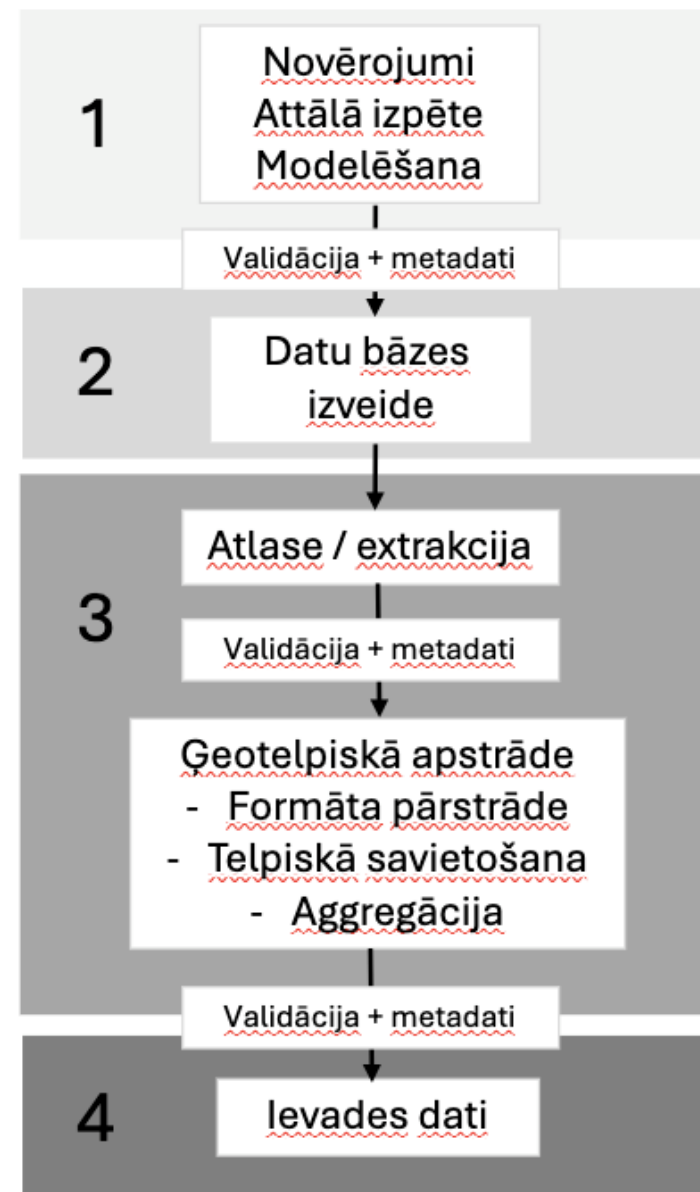 1
Novērojumi
Attālā izpēte
Modelēšana
Validācija + metadati
2
Datu bāzes
izveide
Atlase / extrakcija
3
Validācija + metadati
Ģeotelpiskā apstrāde
- Formāta pārstrāde
- Telpiskā savietošana
- Aggregācija
Validācija + metadati
4
Ievades dati